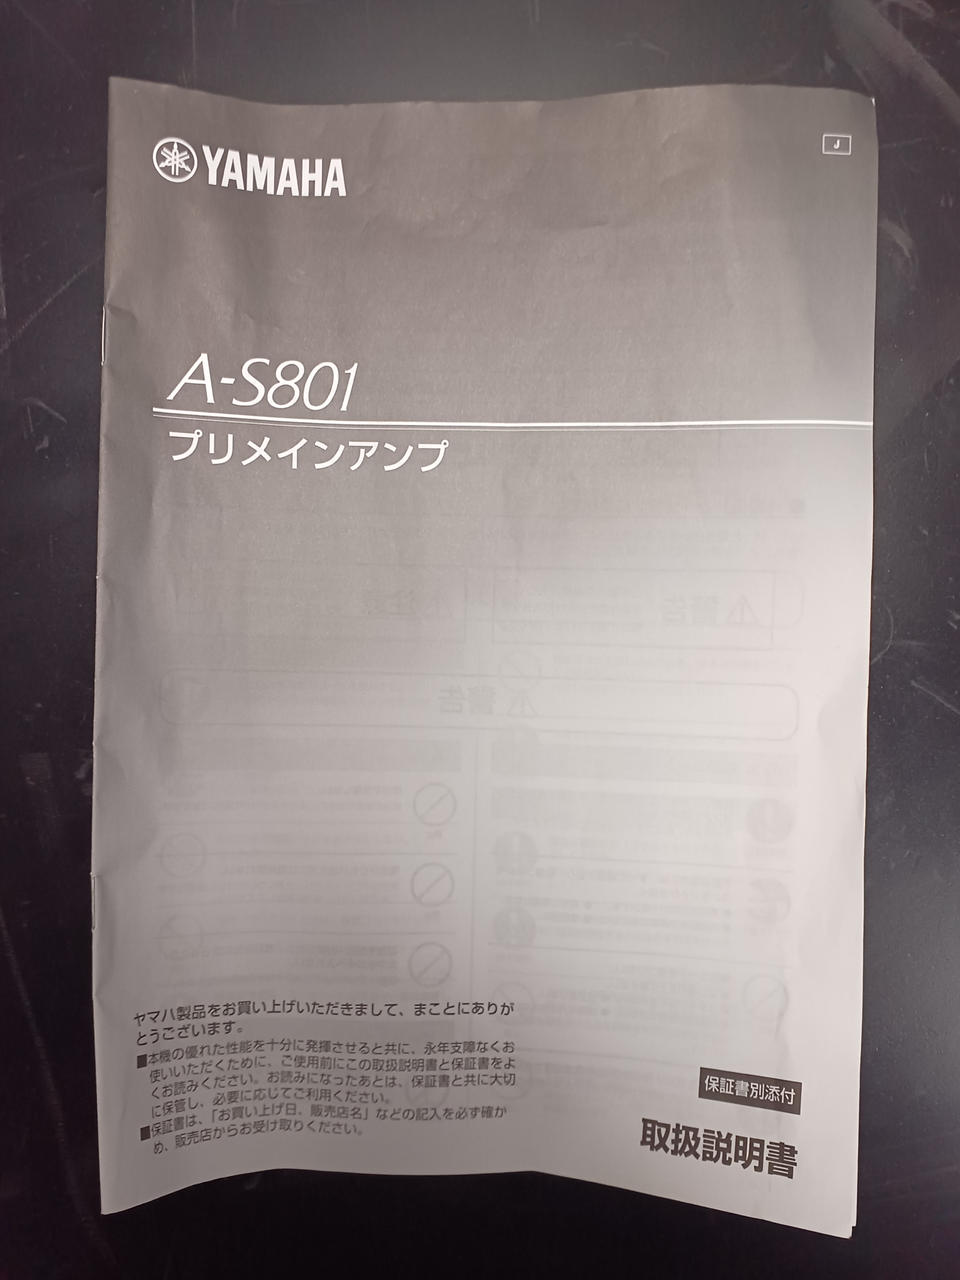 YAMAHA
J
A-S801
プリメインアンプ
ヤマハ製品をお買い上げいただきまして、まことにありが
とうございます。
■本機の優れた性能を十分に発揮させると共に、永年支障なくお
使いいただくために、ご使用前にこの取扱説明書と保証書をよ
くお読みください。お読みになったあとは、保証書と共に大切
に保管し、必要に応じてご利用ください。
■保証書は、「お買い上げ日、販売店名」などの記入を必ず確か
め、販売店からお受け取りください。
保証書別添付
取扱説明書